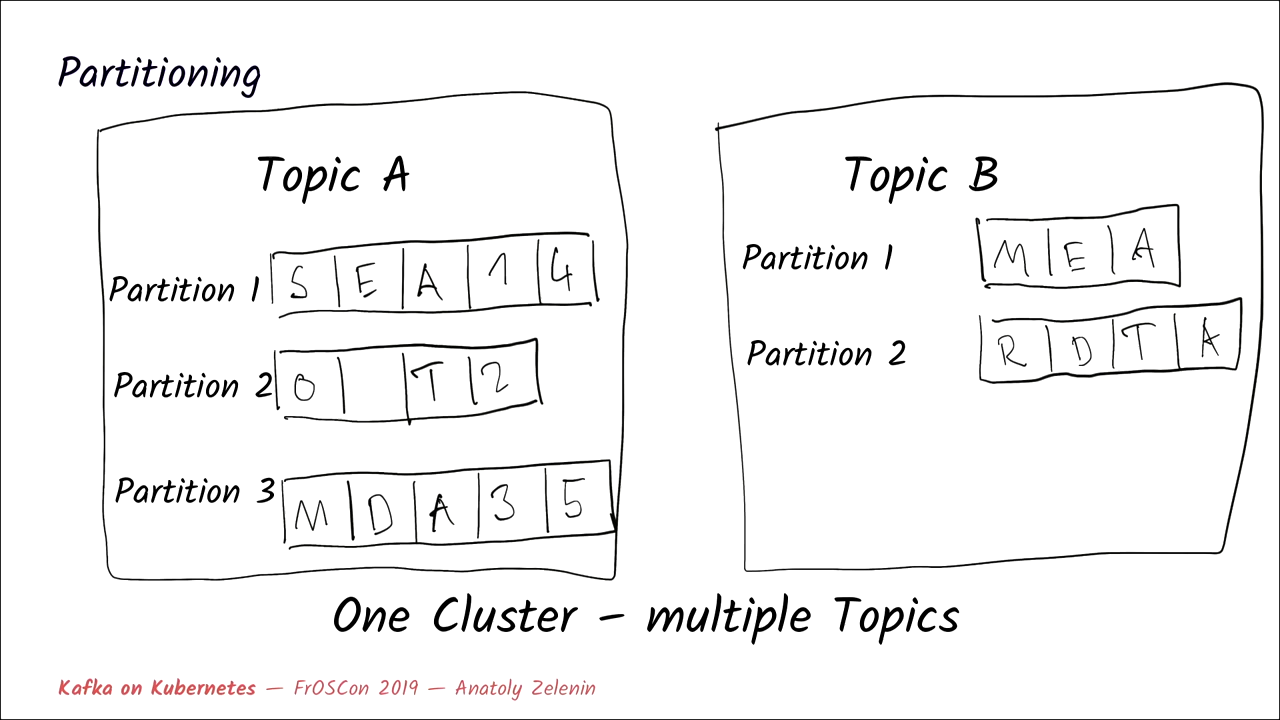 Partitioning
Topic A
Partition 1 S E A 1 4
Partition 2 O T 2
Partition 3 M D A 3 5
Topic B
Partition 1 M E A
Partition 2 R D T A
One Cluster – multiple Topics
Kafka on Kubernetes — FrOSCon 2019 — Anatoly Zelenin